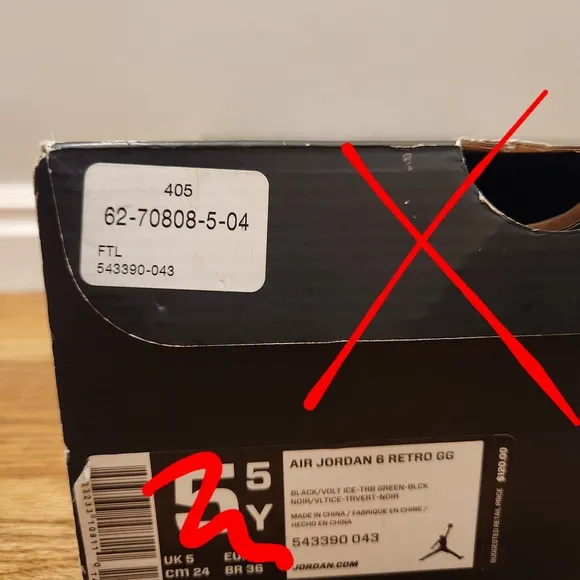 405
62-70808-5-04
FTL
543390-043
5 5
Y
UK 5
cm 24
BR 36
AIR JORDAN 6 RETRO GG
BLACK/VOLT ICE-TRB GREEN-BLCK
NOIR/VLTICE-TRVERT-NOIR
MADE IN CHINA / FABRIQUE EN CHINE /
HECHO EN CHINA
543390 043
JORDAN.COM
SUGGESTED RETAIL PRICE $120.00